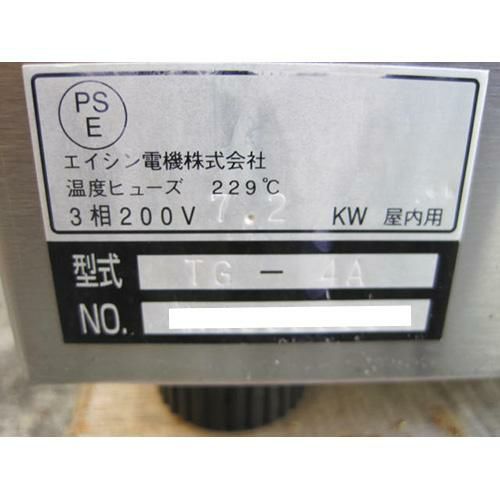 PS
E
エイシン電機株式会社
温度ヒューズ 229℃
3相200V 7.2 KW 屋内用
型式 TG - 4A
NO.